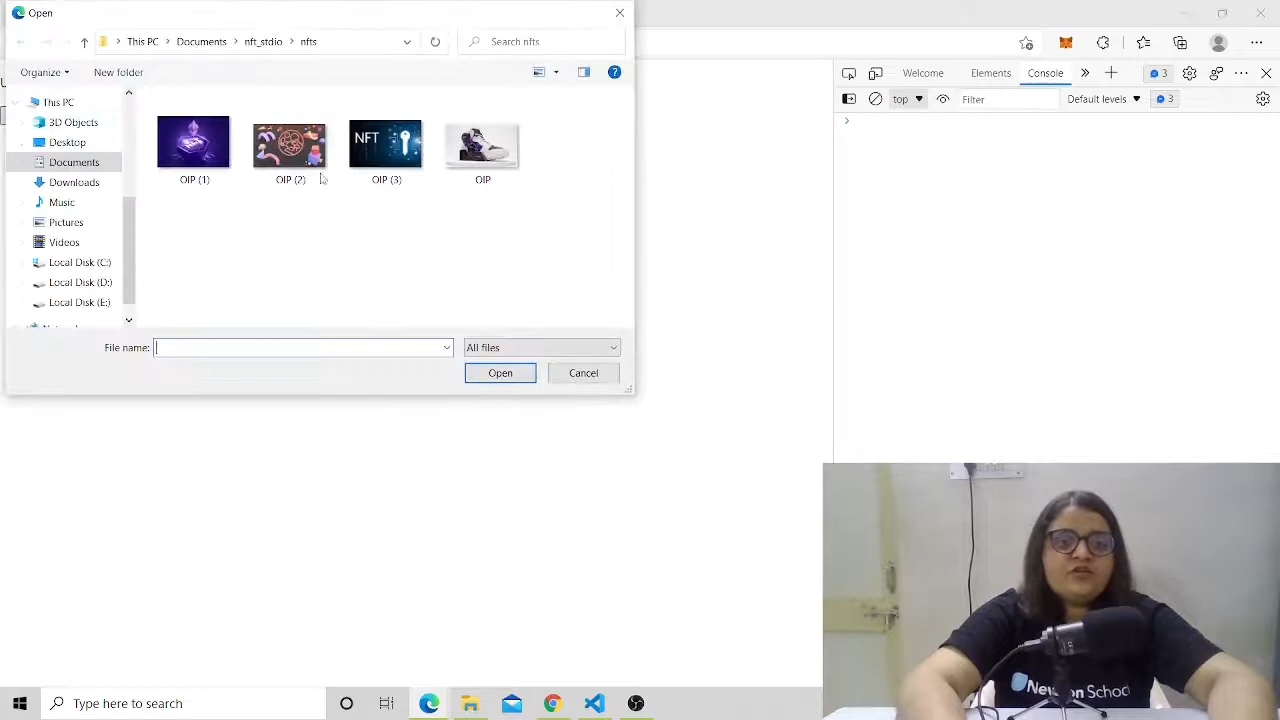 Open
This PC
Documents
nft_stdio
nfts
Search nfts
Organize
New folder
This PC
3D Objects
Desktop
Documents
Downloads
Music
Pictures
Videos
Local Disk (C:)
Local Disk (D:)
Local Disk (E:)
NFT
OIP (1)
OIP (2)
OIP (3)
OIP
File name:
All files
Open
Cancel
Welcome
Elements
Console
3
top
Filter
Default levels
3
Type here to search